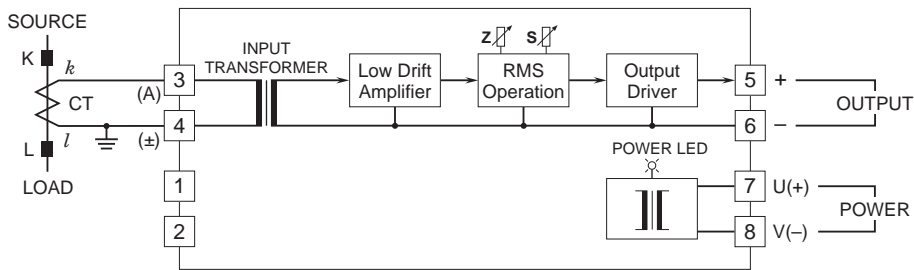 SOURCE
K
k
CT
l
L
LOAD
(A)
3
(±)
4
1
2
INPUT
TRANSFORMER
Low Drift
Amplifier
Z
S
RMS
Operation
Output
Driver
5
+
6
–
OUTPUT
POWER LED
7
U(+)
8
V(–)
POWER